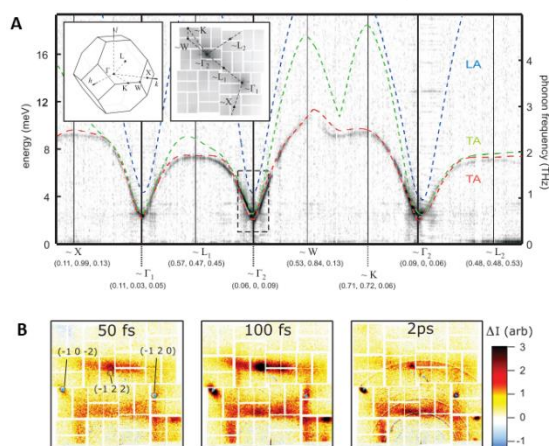 A
Γ
L
X
K
W
~K
~W
~L₂
~Γ₂
~L₁
~Γ₁
~X
LA
TA
TA
energy (meV)
16
12
8
4
0
phonon frequency (THz)
4
3
2
1
0
~ X
(0.11, 0.99, 0.13)
~ Γ₁
(0.11, 0.03, 0.05)
~ L₁
(0.57, 0.47, 0.45)
~ Γ₂
(0.06, 0, 0.09)
~ W
(0.53, 0.84, 0.13)
~ K
(0.71, 0.72, 0.06)
~ Γ₂
(0.09, 0, 0.06)
~ L₂
(0.48, 0.48, 0.53)
B
50 fs
(-1 0 -2)
(-1 2 0)
(-1 2 2)
100 fs
2ps
ΔI (arb)
3
2
1
0
-1